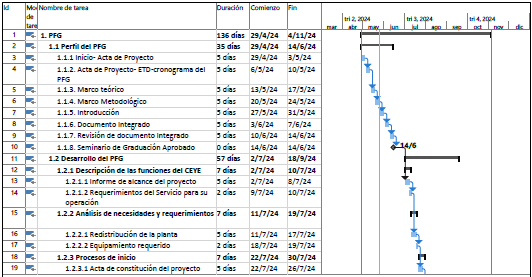 Id Mo Nombre de tarea Duración Comienzo Fin tri 2, 2024 tri 3, 2024 tri 4, 2024
de
tare mar abr may jun jul ago sep oct nov
1 1. PFG 136 días 29/4/24 4/11/24
2 1.1 Perfil del PFG 35 días 29/4/24 14/6/24
3 1.1.1 Inicio- Acta de Proyecto 5 días 29/4/24 3/5/24
4 1.1.2. Acta de Proyecto- ETD-cronograma del 5 días 6/5/24 10/5/24
PFG
5 1.1.3. Marco teórico 5 días 13/5/24 17/5/24
6 1.1.4. Marco Metodológico 5 días 20/5/24 24/5/24
7 1.1.5. Introducción 5 días 27/5/24 31/5/24
8 1.1.6. Documento Integrado 5 días 3/6/24 7/6/24
9 1.1.7. Revisión de documento Integrado 5 días 10/6/24 14/6/24
10 1.1.8. Seminario de Graduación Aprobado 0 días 14/6/24 14/6/24 14/6
11 1.2 Desarrollo del PFG 57 días 2/7/24 18/9/24
12 1.2.1 Descripción de las funciones del CEYE 7 días 2/7/24 10/7/24
13 1.2.1.1 Informe de alcance del proyecto 5 días 2/7/24 8/7/24
14 1.2.1.2 Requerimientos del Servicio para su 2 días 9/7/24 10/7/24
operación
15 1.2.2 Análisis de necesidades y requerimientos 7 días 11/7/24 19/7/24
16 1.2.2.1 Redistribución de la planta 5 días 11/7/24 17/7/24
17 1.2.2.2 Equipamiento requerido 2 días 18/7/24 19/7/24
18 1.2.3 Procesos de inicio 7 días 22/7/24 30/7/24
19 1.2.3.1 Acta de constitución del proyecto 5 días 22/7/24 26/7/24